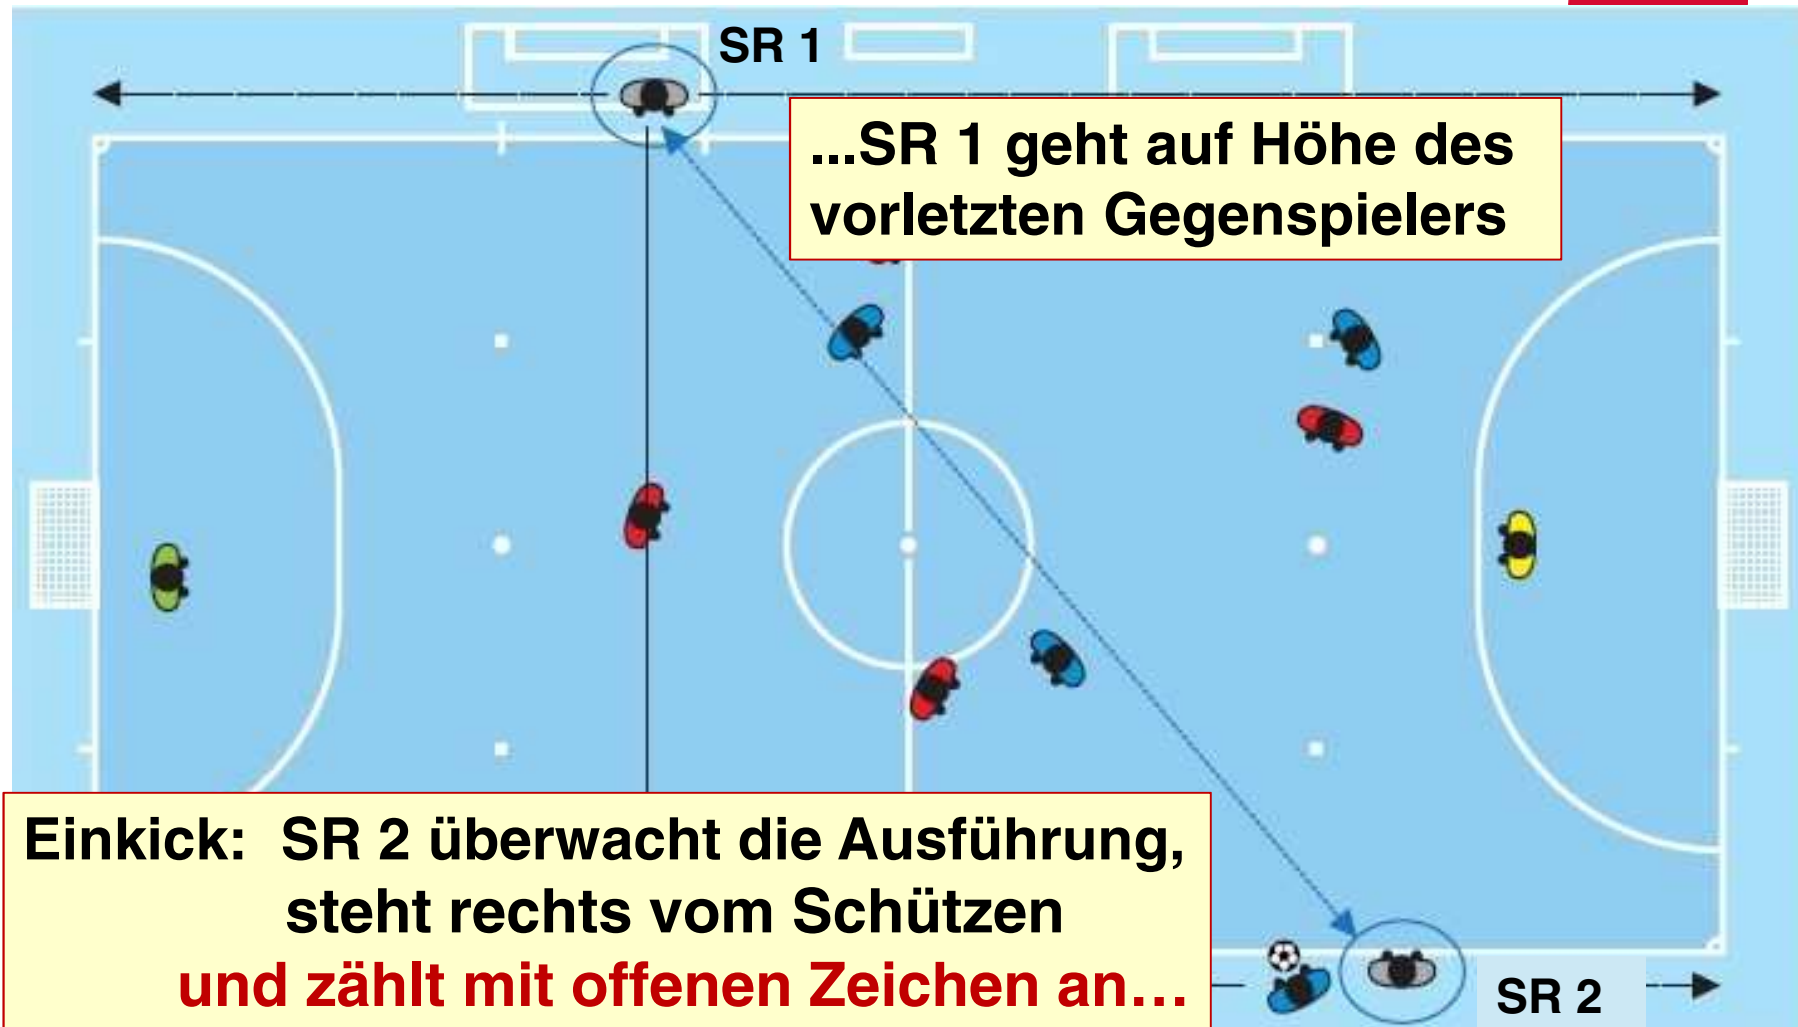 SR 1
...SR 1 geht auf Höhe des
vorletzten Gegenspielers
Einkick: SR 2 überwacht die Ausführung,
steht rechts vom Schützen
und zählt mit offenen Zeichen an...
SR 2